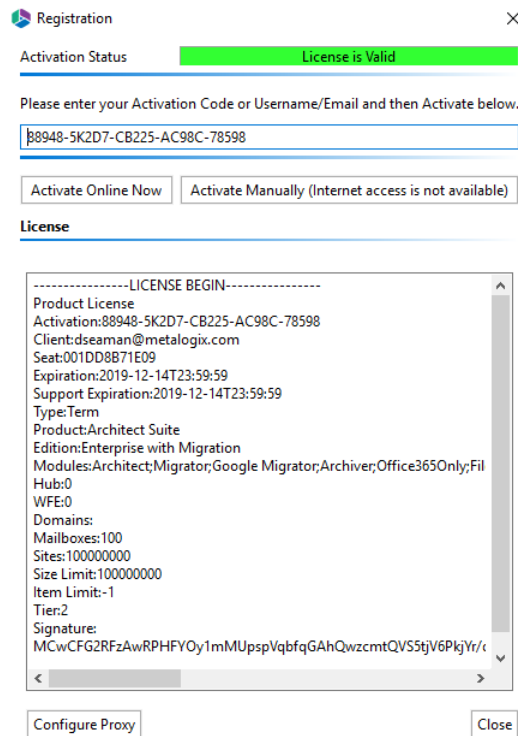 Registration
Activation Status
License is Valid
Please enter your Activation Code or Username/Email and then Activate below.
88948-5K2D7-CB225-AC98C-78598
Activate Online Now
Activate Manually (Internet access is not available)
License
----------------LICENSE BEGIN----------------
Product License
Activation:88948-5K2D7-CB225-AC98C-78598
Client:dseaman@metalogix.com
Seat:001DD8B71E09
Expiration:2019-12-14T23:59:59
Support Expiration:2019-12-14T23:59:59
Type:Term
Product:Architect Suite
Edition:Enterprise with Migration
Modules:Architect;Migrator;Google Migrator;Archiver;Office365Only;Fil
Hub:0
WFE:0
Domains:
Mailboxes:100
Sites:100000000
Size Limit:100000000
Item Limit:-1
Tier:2
Signature:
MCwCFG2RFzAwRPHFYOy1mMUpspVqbfqGAhQwzcmtQVS5tjV6PkjYr/
Configure Proxy
Close